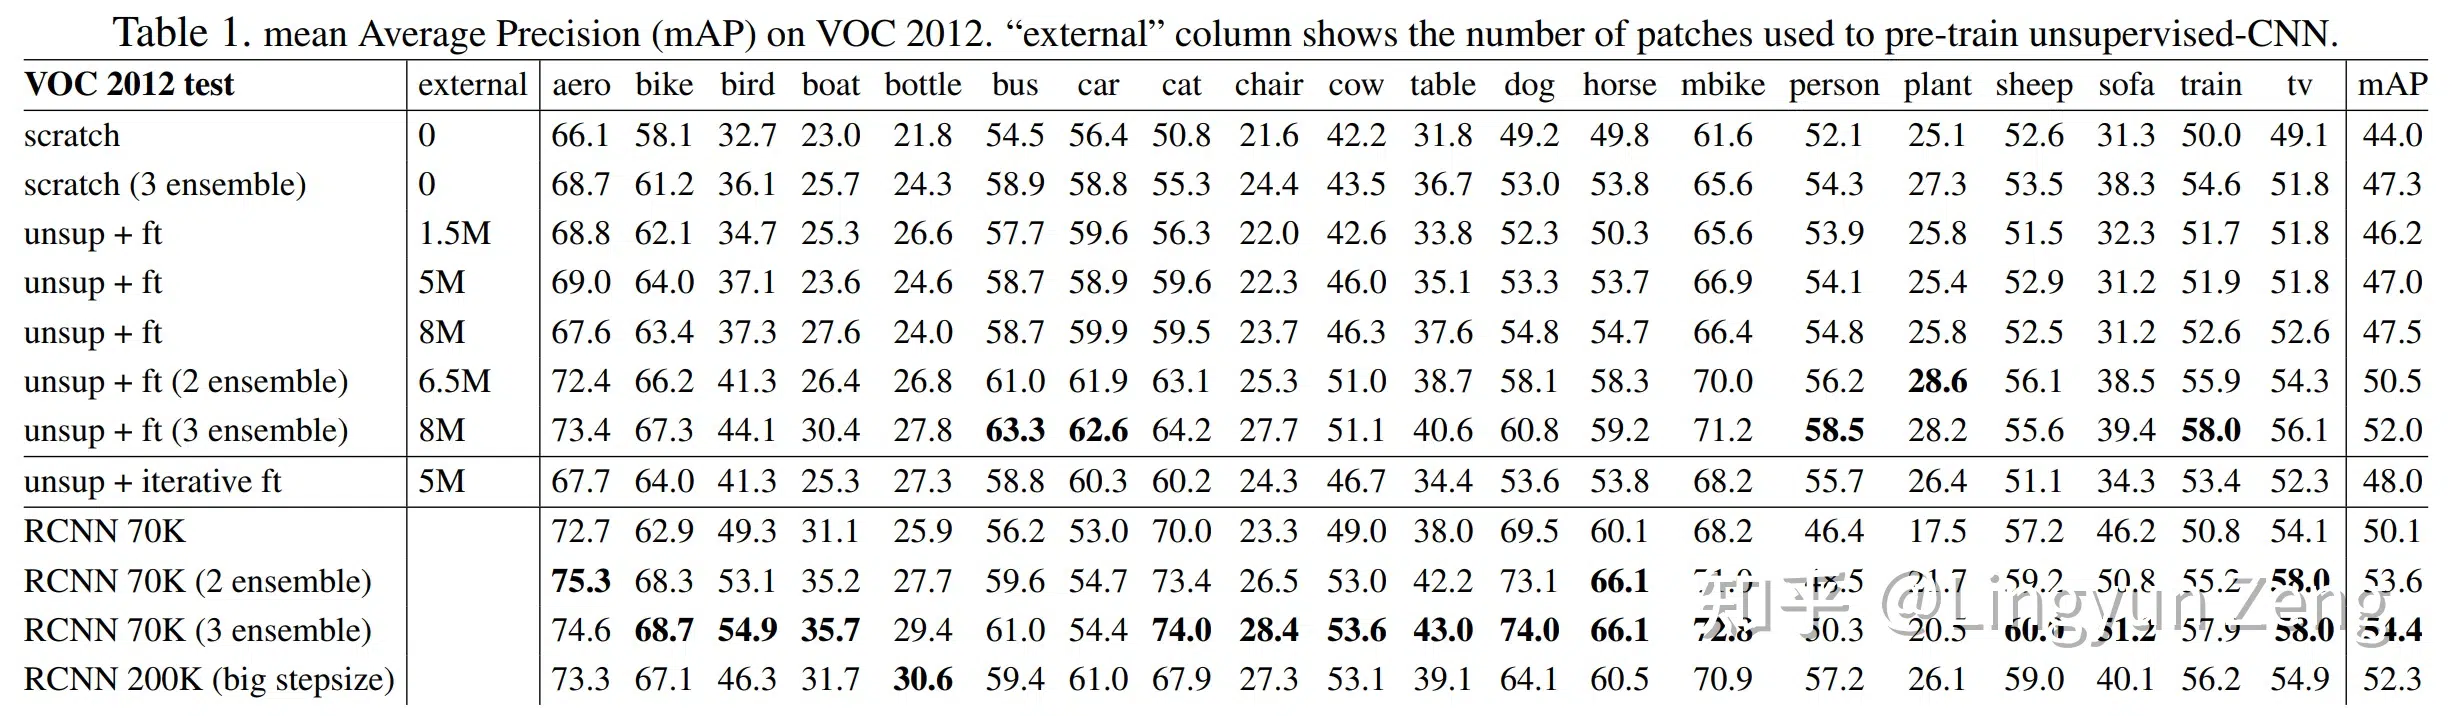 Table 1. mean Average Precision (mAP) on VOC 2012. “external” column shows the number of patches used to pre-train unsupervised-CNN.
VOC 2012 test external aero bike bird boat bottle bus car cat chair cow table dog horse mbike person plant sheep sofa train tv mAP
scratch 0 66.1 58.1 32.7 23.0 21.8 54.5 56.4 50.8 21.6 42.2 31.8 49.2 49.8 61.6 52.1 25.1 52.6 31.3 50.0 49.1 44.0
scratch (3 ensemble) 0 68.7 61.2 36.1 25.7 24.3 58.9 58.8 55.3 24.4 43.5 36.7 53.0 53.8 65.6 54.3 27.3 53.5 38.3 54.6 51.8 47.3
unsup + ft 1.5M 68.8 62.1 34.7 25.3 26.6 57.7 59.6 56.3 22.0 42.6 33.8 52.3 50.3 65.6 53.9 25.8 51.5 32.3 51.7 51.8 46.2
unsup + ft 5M 69.0 64.0 37.1 23.6 24.6 58.7 58.9 59.6 22.3 46.0 35.1 53.3 53.7 66.9 54.1 25.4 52.9 31.2 51.9 51.8 47.0
unsup + ft 8M 67.6 63.4 37.3 27.6 24.0 58.7 59.9 59.5 23.7 46.3 37.6 54.8 54.7 66.4 54.8 25.8 52.5 31.2 52.6 52.6 47.5
unsup + ft (2 ensemble) 6.5M 72.4 66.2 41.3 26.4 26.8 61.0 61.9 63.1 25.3 51.0 38.7 58.1 58.3 70.0 56.2 28.6 56.1 38.5 55.9 54.3 50.5
unsup + ft (3 ensemble) 8M 73.4 67.3 44.1 30.4 27.8 63.3 62.6 64.2 27.7 51.1 40.6 60.8 59.2 71.2 58.5 28.2 55.6 39.4 58.0 56.1 52.0
unsup + iterative ft 5M 67.7 64.0 41.3 25.3 27.3 58.8 60.3 60.2 24.3 46.7 34.4 53.6 53.8 68.2 55.7 26.4 51.1 34.3 53.4 52.3 48.0
RCNN 70K 72.7 62.9 49.3 31.1 25.9 56.2 53.0 70.0 23.3 49.0 38.0 69.5 60.1 68.2 46.4 17.5 57.2 46.2 50.8 54.1 50.1
RCNN 70K (2 ensemble) 75.3 68.3 53.1 35.2 27.7 59.6 54.7 73.4 26.5 53.0 42.2 73.1 66.1 48.5 21.7 59.2 50.8 55.2 58.0 53.6
RCNN 70K (3 ensemble) 74.6 68.7 54.9 35.7 29.4 61.0 54.4 74.0 28.4 53.6 43.0 74.0 66.1 72.8 50.3 20.5 51.2 57.9 58.0 54.4
RCNN 200K (big stepsize) 73.3 67.1 46.3 31.7 30.6 59.4 61.0 67.9 27.3 53.1 39.1 64.1 60.5 70.9 57.2 26.1 59.0 40.1 56.2 54.9 52.3
知乎 @Lingyun Zeng